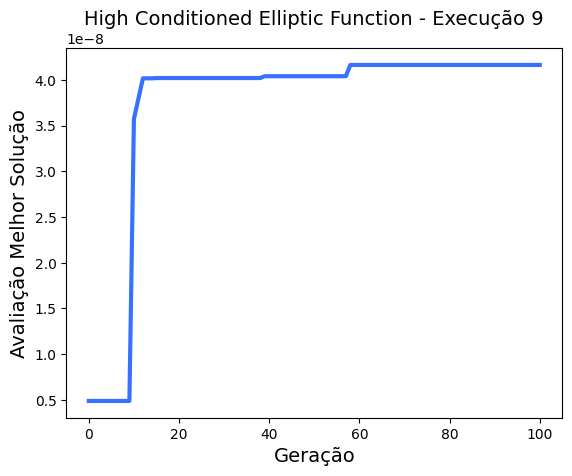 High Conditioned Elliptic Function - Execução 9
1e−8
4.0
3.5
3.0
2.5
2.0
1.5
1.0
0.5
Avaliação Melhor Solução
0 20 40 60 80 100
Geração